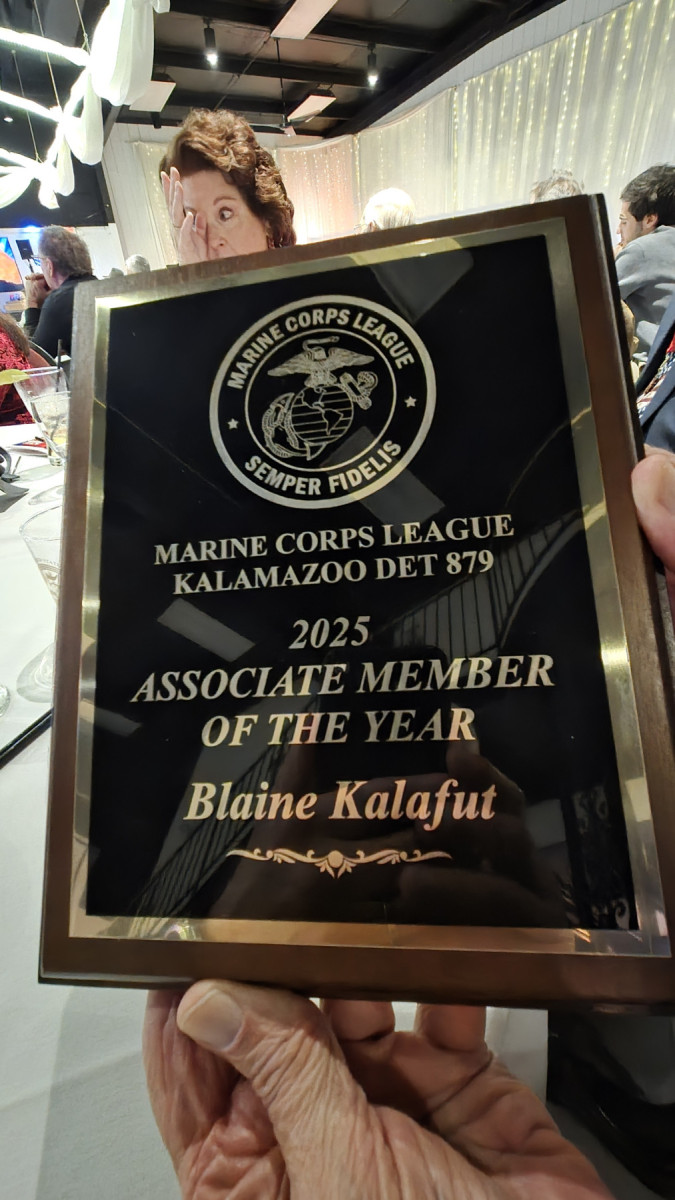 MARINE CORPS LEAGUE
SEMPER FIDELIS
MARINE CORPS LEAGUE
KALAMAZOO DET 879
2025
ASSOCIATE MEMBER
OF THE YEAR
Blaine Kalafut